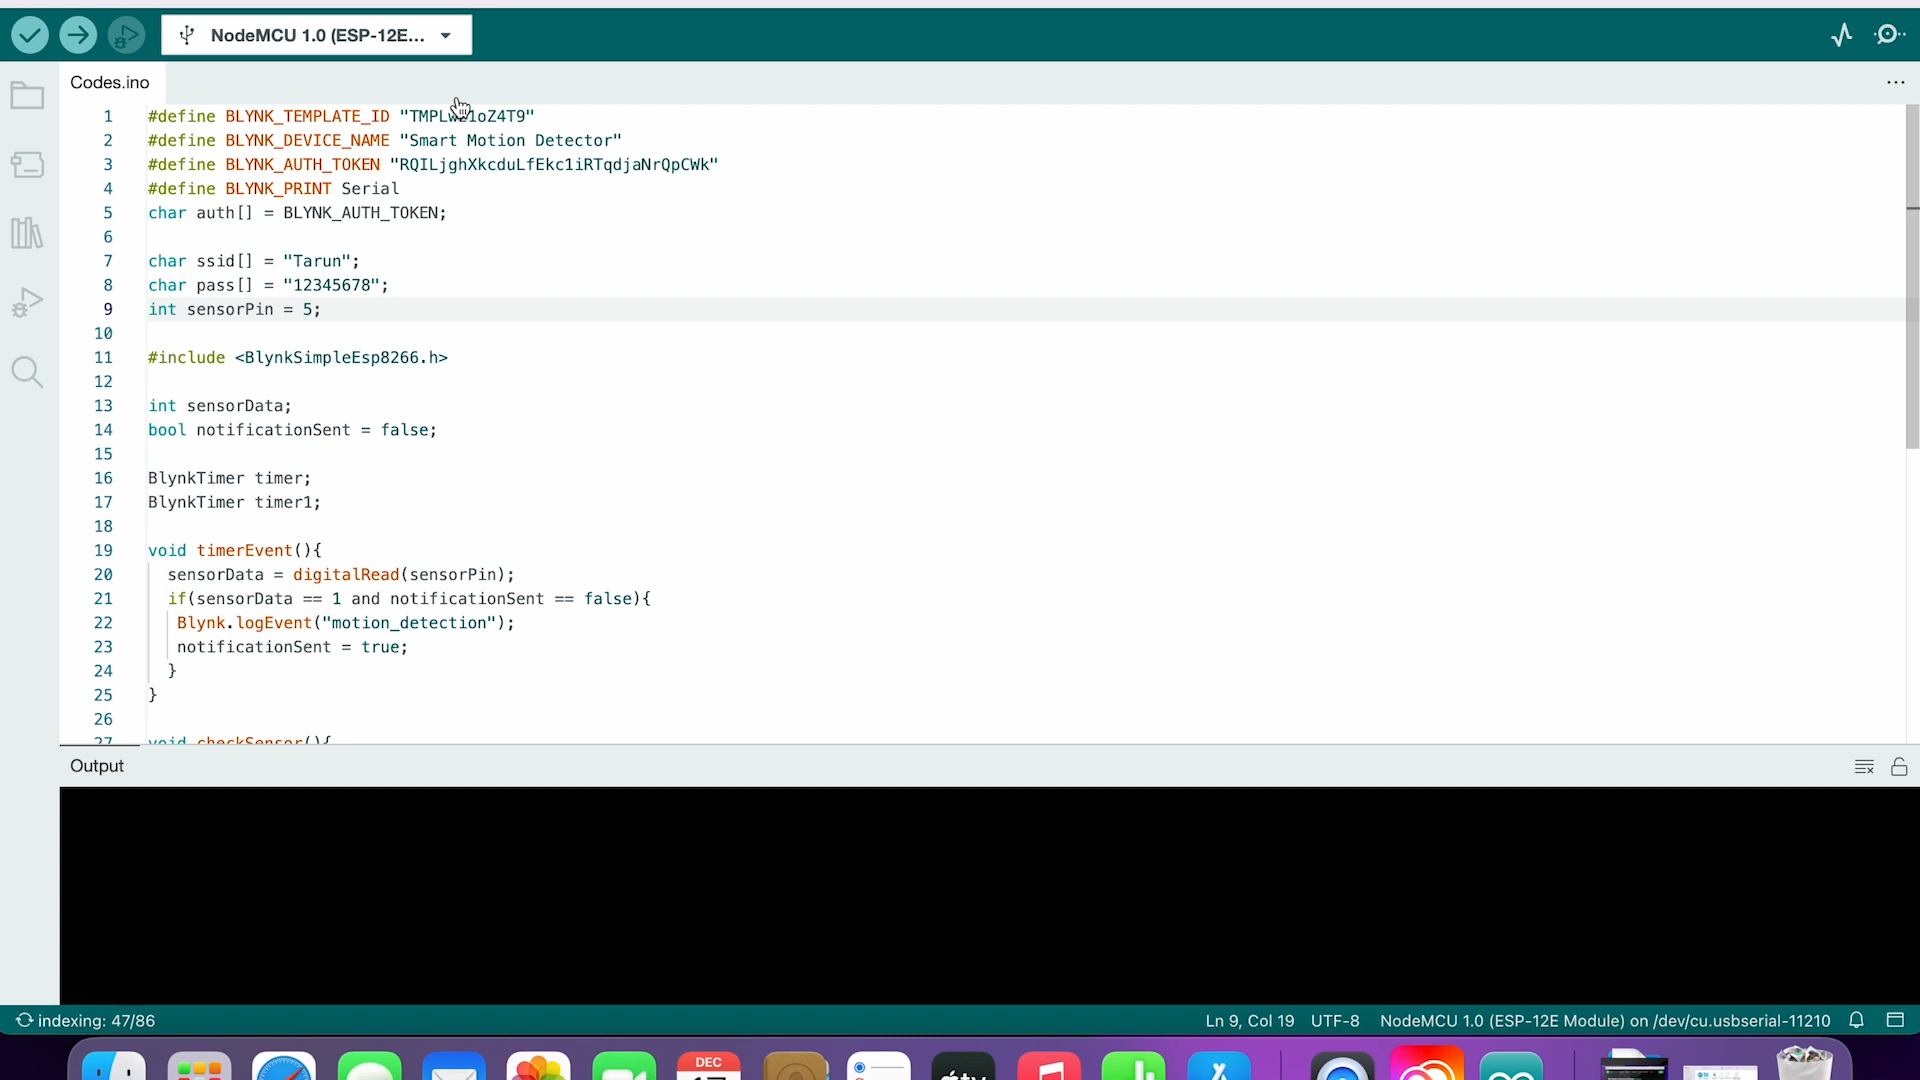 NodeMCU 1.0 (ESP-12E...
Codes.ino
1 #define BLYNK_TEMPLATE_ID "TMPL 1oZ4T9"
2 #define BLYNK_DEVICE_NAME "Smart Motion Detector"
3 #define BLYNK_AUTH_TOKEN "RQILjghXkcduLfEkc1iRTqdjaNrQpCWk"
4 #define BLYNK_PRINT Serial
5 char auth[] = BLYNK_AUTH_TOKEN;
6
7 char ssid[] = "Tarun";
8 char pass[] = "12345678";
9 int sensorPin = 5;
10
11 #include <BlynkSimpleEsp8266.h>
12
13 int sensorData;
14 bool notificationSent = false;
15
16 BlynkTimer timer;
17 BlynkTimer timer1;
18
19 void timerEvent(){
20 sensorData = digitalRead(sensorPin);
21 if(sensorData == 1 and notificationSent == false){
22 Blynk.logEvent("motion_detection");
23 notificationSent = true;
24 }
25 }
26
27 void checkSensor(){
Output
indexing: 47/86
Ln 9, Col 19 UTF-8 NodeMCU 1.0 (ESP-12E Module) on /dev/cu.usbserial-11210
DEC